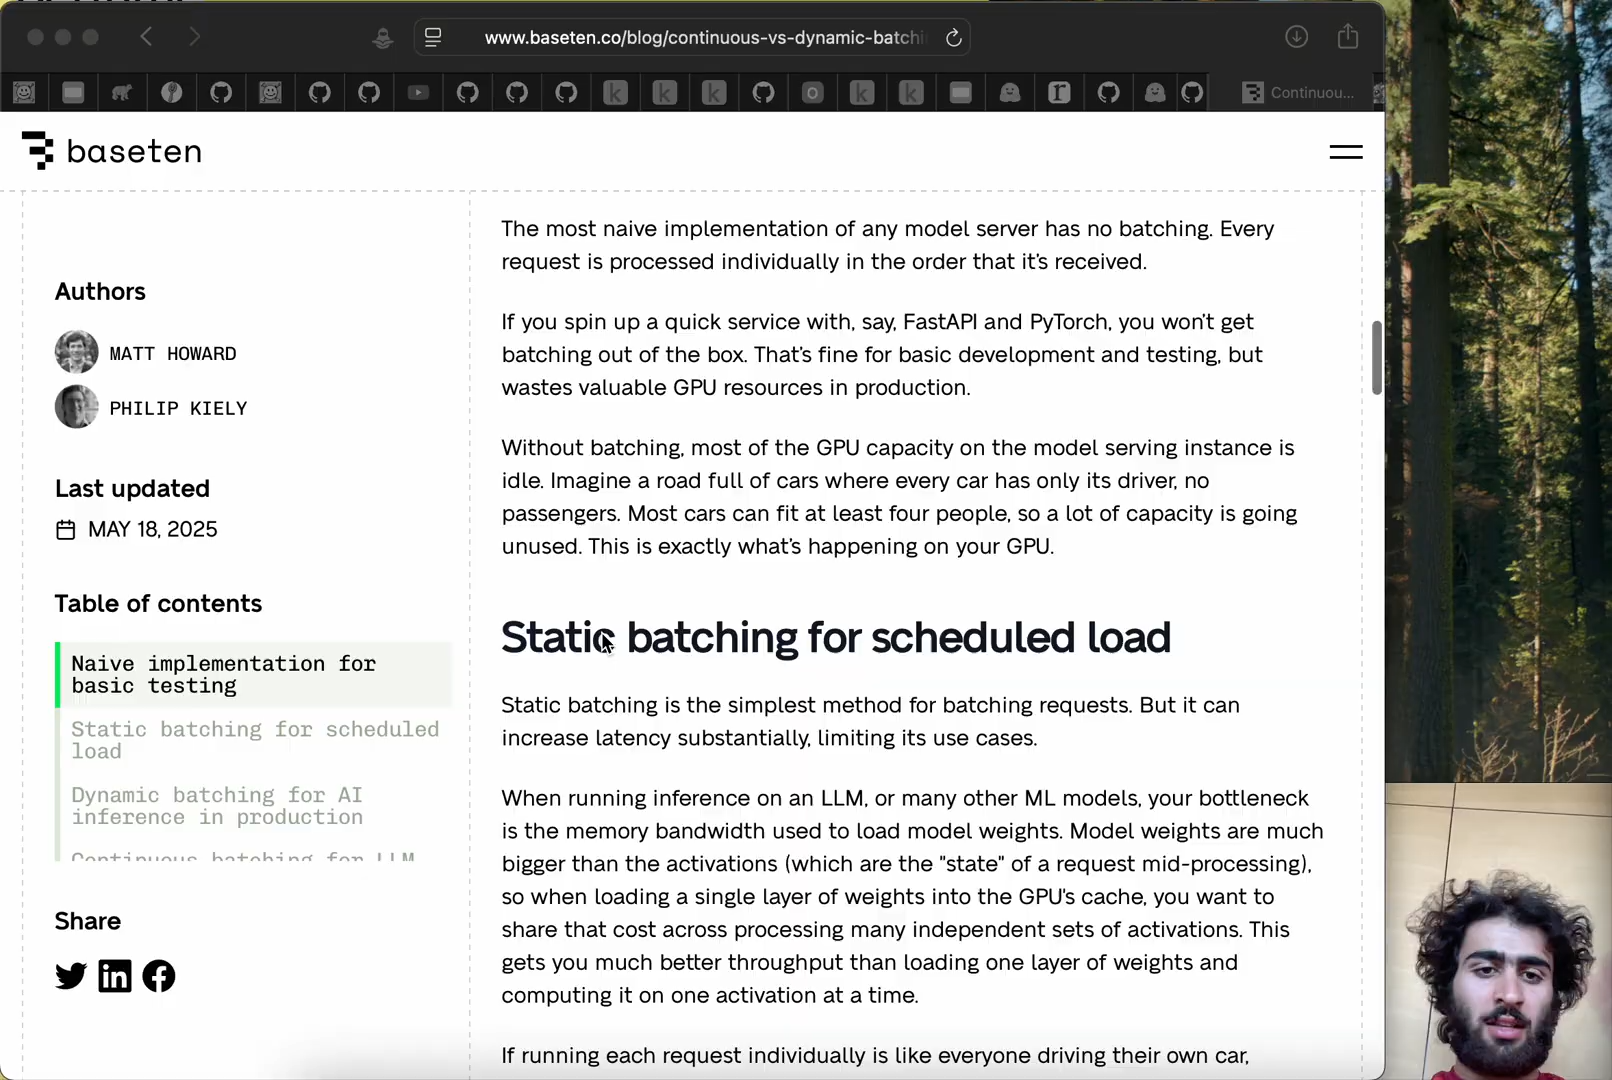 www.baseten.co/blog/continuous-vs-dynamic-batchi
Continuou...
baseten
Authors
MATT HOWARD
PHILIP KIELY
Last updated
MAY 18, 2025
Table of contents
Naive implementation for
basic testing
Static batching for scheduled
load
Dynamic batching for AI
inference in production
Continuous batching for LLM
Share
The most naive implementation of any model server has no batching. Every
request is processed individually in the order that it's received.
If you spin up a quick service with, say, FastAPI and PyTorch, you won't get
batching out of the box. That's fine for basic development and testing, but
wastes valuable GPU resources in production.
Without batching, most of the GPU capacity on the model serving instance is
idle. Imagine a road full of cars where every car has only its driver, no
passengers. Most cars can fit at least four people, so a lot of capacity is going
unused. This is exactly what's happening on your GPU.
Static batching for scheduled load
Static batching is the simplest method for batching requests. But it can
increase latency substantially, limiting its use cases.
When running inference on an LLM, or many other ML models, your bottleneck
is the memory bandwidth used to load model weights. Model weights are much
bigger than the activations (which are the "state" of a request mid-processing),
so when loading a single layer of weights into the GPU's cache, you want to
share that cost across processing many independent sets of activations. This
gets you much better throughput than loading one layer of weights and
computing it on one activation at a time.
If running each request individually is like everyone driving their own car,